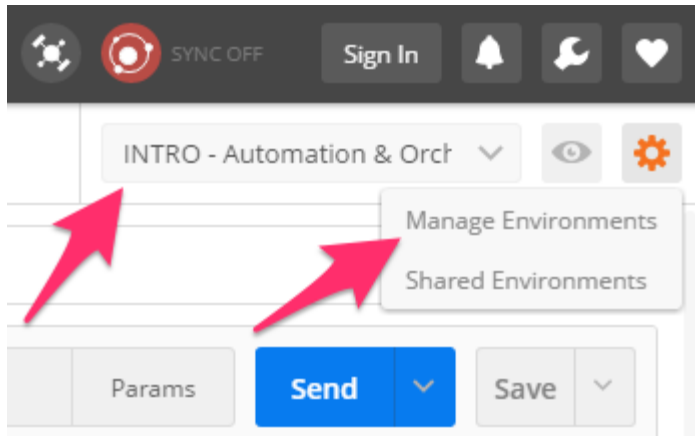 SYNC OFF
Sign In
INTRO - Automation & Orch
Manage Environments
Shared Environments
Params
Send
Save